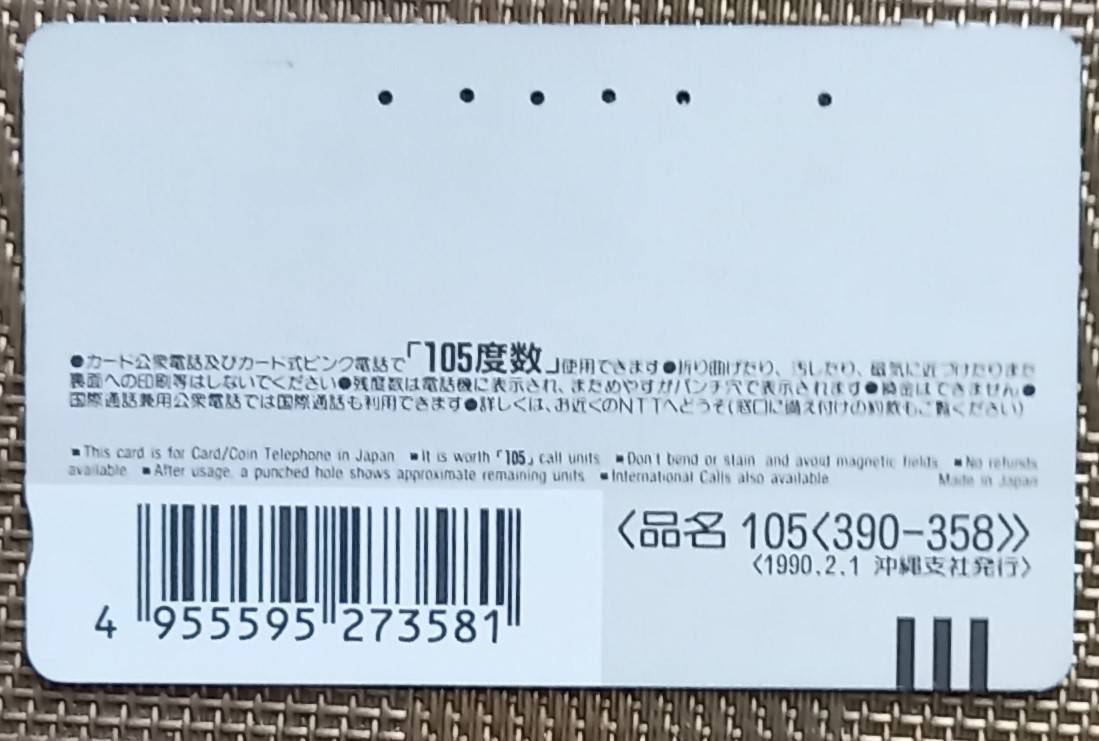 ●カード公衆電話及びカード式ピンク電話で「105度数」使用できます●折り曲げたり、汚したり、磁気に近づけたりまた
裏面への印刷等はしないでください●残度数は電話機に表示され、まためやすがパンチ穴で表示されます●換金はできません●
国際通話兼用公衆電話では国際通話も利用できます●詳しくは、お近くのNTTへどうぞ(窓口に備え付けの約款もご覧ください)
■This card is for Card/Coin Telephone in Japan ■It is worth「105」call units ■Don't bend or stain and avoid magnetic fields ■No refunds
available ■After usage, a punched hole shows approximate remaining units ■International Calls also available Made in Japan
〈品名 105〈390-358〉〉
〈1990.2.1 沖縄支社発行〉
4 955595 273581